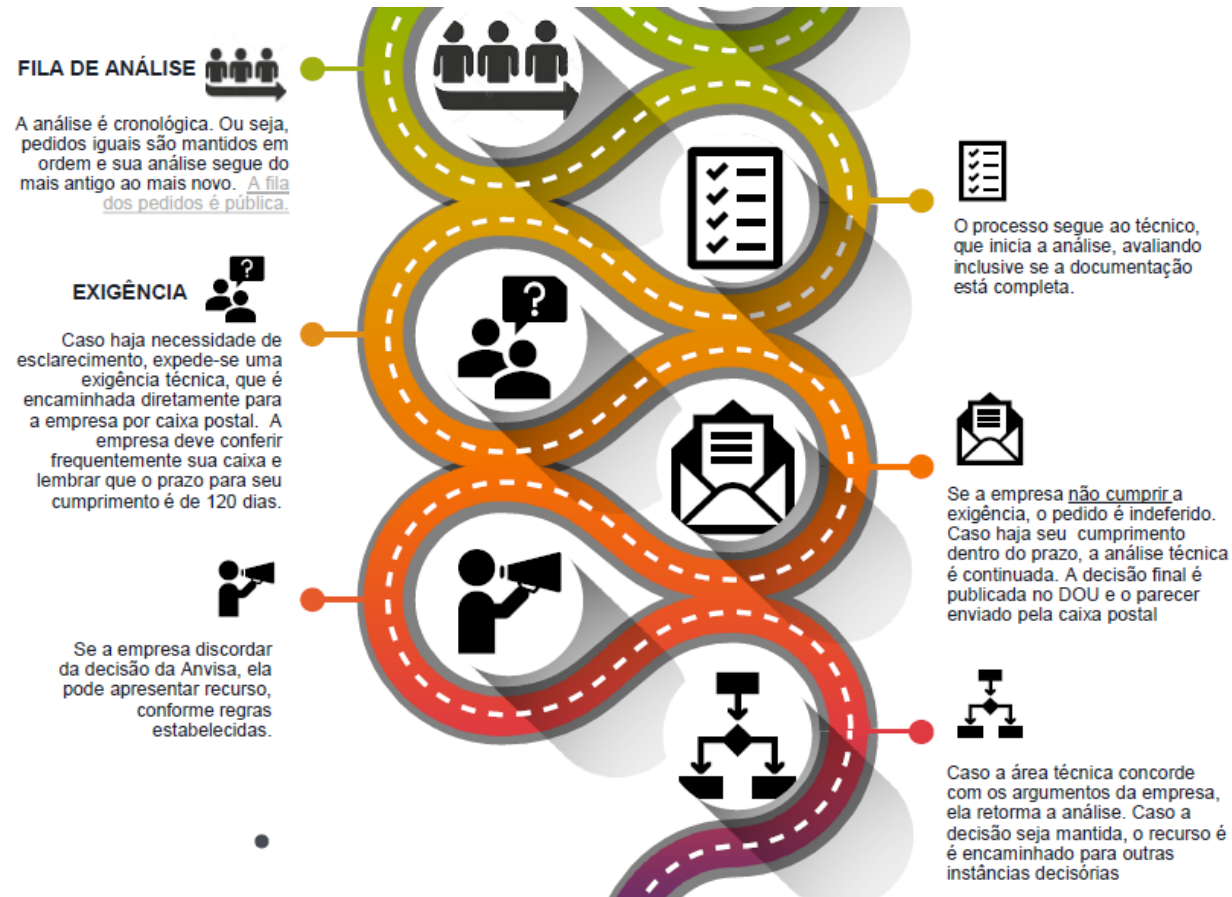 FILA DE ANÁLISE
A análise é cronológica. Ou seja,
pedidos iguais são mantidos em
ordem e sua análise segue do
mais antigo ao mais novo. A fila
dos pedidos é pública.
O processo segue ao técnico,
que inicia a análise, avaliando
inclusive se a documentação
está completa.
EXIGÊNCIA
Caso haja necessidade de
esclarecimento, expede-se uma
exigência técnica, que é
encaminhada diretamente para
a empresa por caixa postal. A
empresa deve conferir
frequentemente sua caixa e
lembrar que o prazo para seu
cumprimento é de 120 dias.
Se a empresa não cumprir a
exigência, o pedido é indeferido.
Caso haja seu cumprimento
dentro do prazo, a análise técnica
é continuada. A decisão final é
publicada no DOU e o parecer
enviado pela caixa postal
Se a empresa discordar
da decisão da Anvisa, ela
pode apresentar recurso,
conforme regras
estabelecidas.
Caso a área técnica concorde
com os argumentos da empresa,
ela retorma a análise. Caso a
decisão seja mantida, o recurso é
é encaminhado para outras
instâncias decisórias